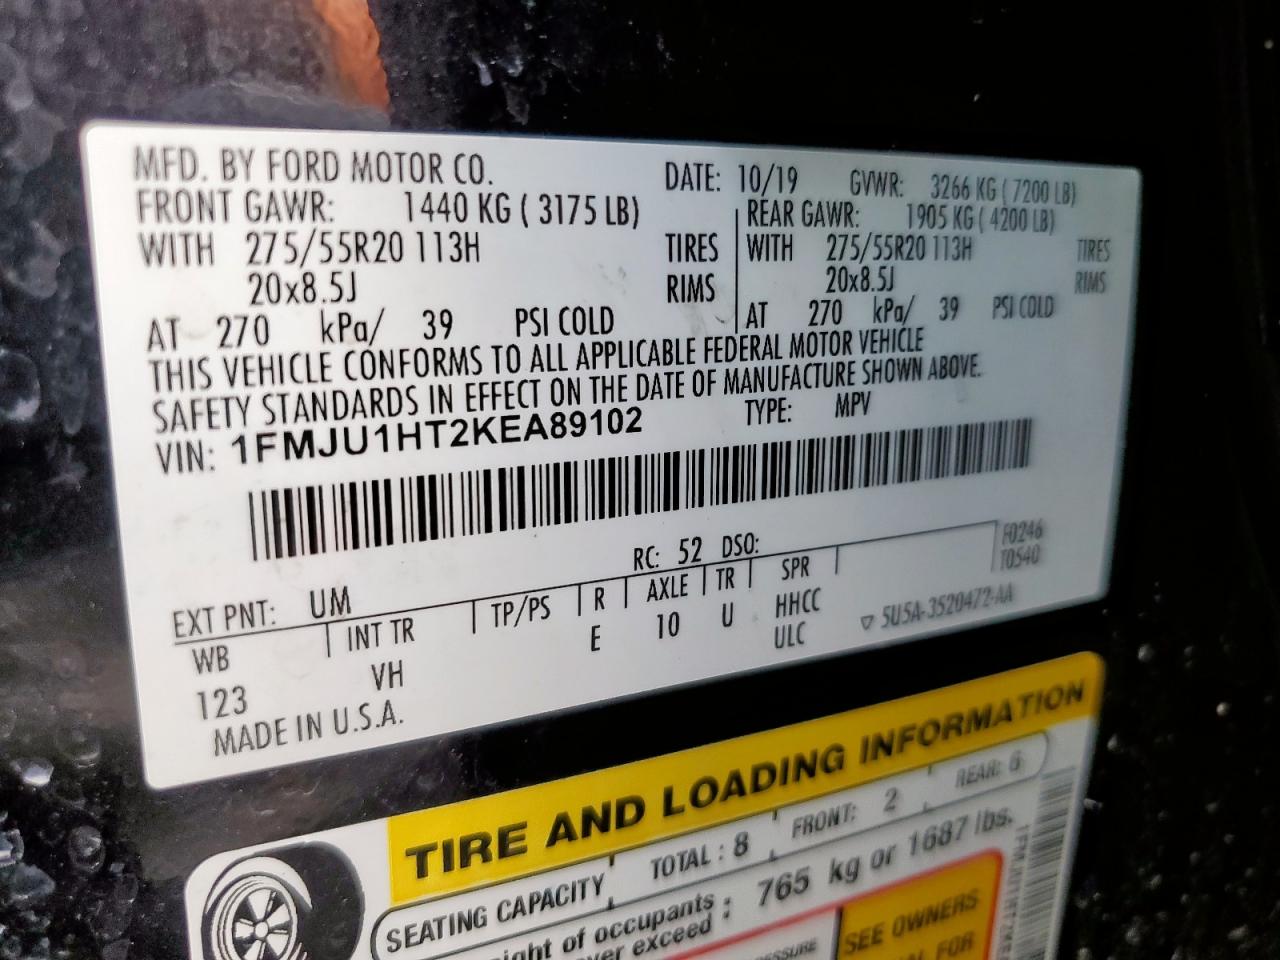 MFD. BY FORD MOTOR CO. DATE: 10/19 GVWR: 3266 KG (7200 LB)
FRONT GAWR: 1440 KG ( 3175 LB) REAR GAWR: 1905 KG ( 4200 LB)
WITH 275/55R20 113H TIRES WITH 275/55R20 113H TIRES
20x8.5J RIMS 20x8.5J RIMS
AT 270 kPa/ 39 PSI COLD AT 270 kPa/ 39 PSI COLD
THIS VEHICLE CONFORMS TO ALL APPLICABLE FEDERAL MOTOR VEHICLE
SAFETY STANDARDS IN EFFECT ON THE DATE OF MANUFACTURE SHOWN ABOVE.
VIN: 1FMJU1HT2KEA89102 TYPE: MPV
F0246
T0540
RC: 52 DSO:
EXT PNT: UM
WB INT TR TP/PS R AXLE TR SPR
123 VH E 10 U HHCC
ULC
MADE IN U.S.A. 5U5A-3520472-AA
TIRE AND LOADING INFORMATION
SEATING CAPACITY TOTAL : 8 FRONT: 2 REAR: 6
ight of occupants : 765 kg or 1687 lbs.
ver exceed
SEE OWNERS
FOR